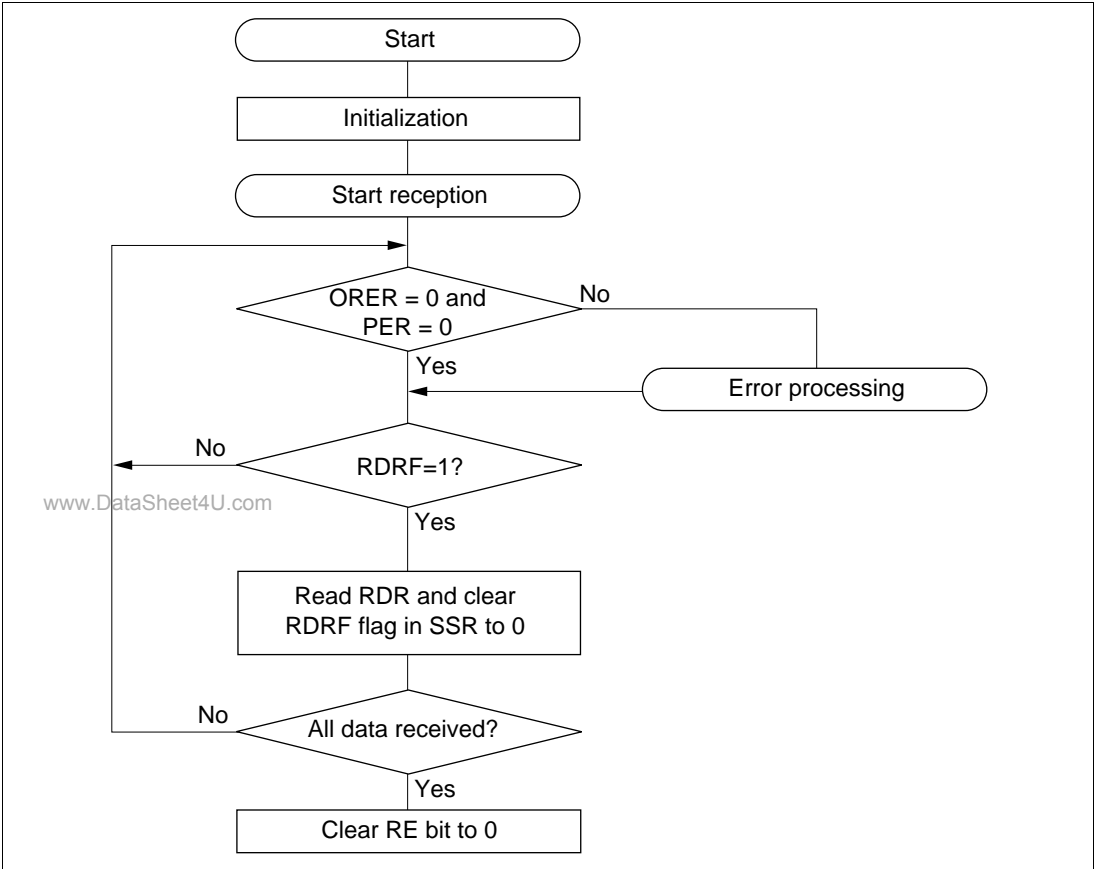 Start
Initialization
Start reception
ORER = 0 and
PER = 0
No
Yes
Error processing
No
RDRF=1?
www.DataSheet4U.com
Yes
Read RDR and clear
RDRF flag in SSR to 0
No
All data received?
Yes
Clear RE bit to 0